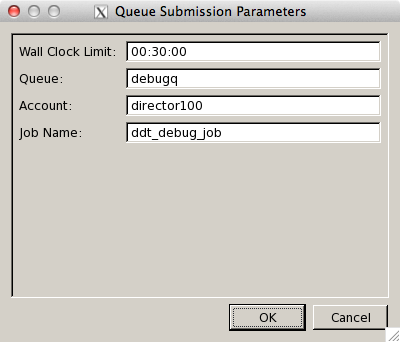 Queue Submission Parameters
Wall Clock Limit: 00:30:00
Queue: debugq
Account: director100
Job Name: ddt_debug_job
OK Cancel